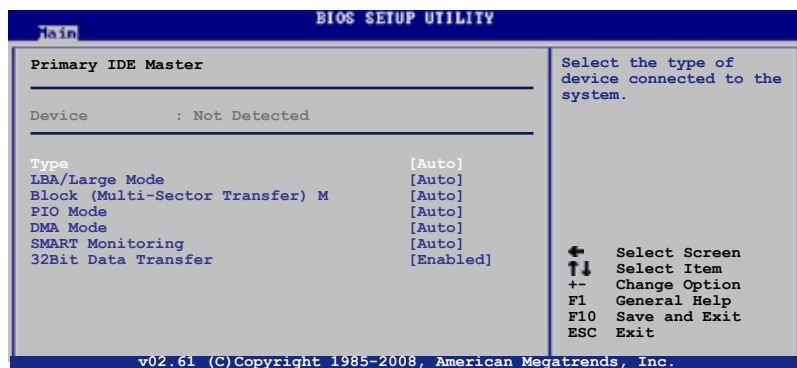 BIOS SETUP UTILITY
Main
Primary IDE Master
Device : Not Detected
Type [Auto]
LBA/Large Mode [Auto]
Block (Multi-Sector Transfer) M [Auto]
PIO Mode [Auto]
DMA Mode [Auto]
SMART Monitoring [Auto]
32Bit Data Transfer [Enabled]
Select the type of
device connected to the
system.
← Select Screen
↑↓ Select Item
+- Change Option
F1 General Help
F10 Save and Exit
ESC Exit
v02.61 (C)Copyright 1985-2008, American Megatrends, Inc.